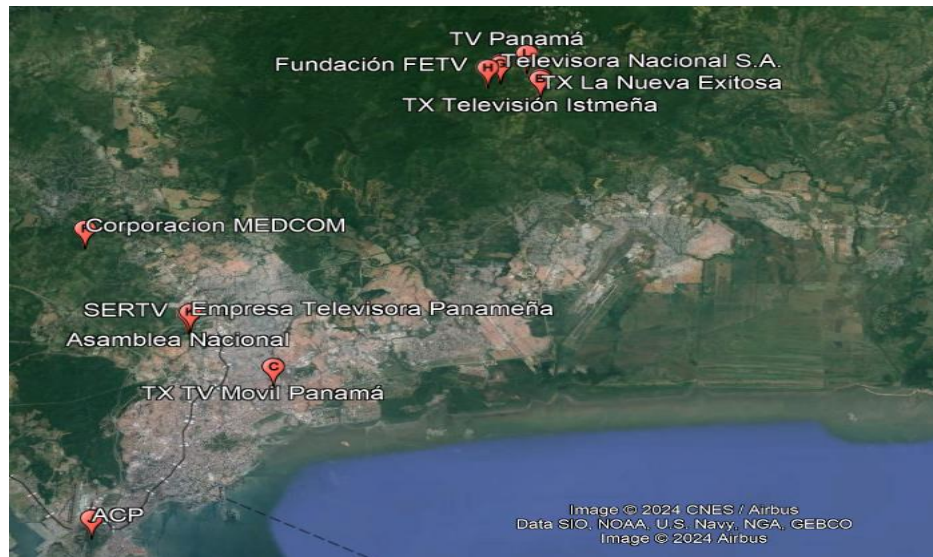 TV Panamá
L
Fundación FETV
H
G
Televisora Nacional S.A.
E
TX La Nueva Exitosa
TX Televisión Istmeña
Corporacion MEDCOM
SERTV
Empresa Televisora Panameña
Asamblea Nacional
C
TX TV Movil Panamá
ACP
Image © 2024 CNES / Airbus
Data SIO, NOAA, U.S. Navy, NGA, GEBCO
Image © 2024 Airbus